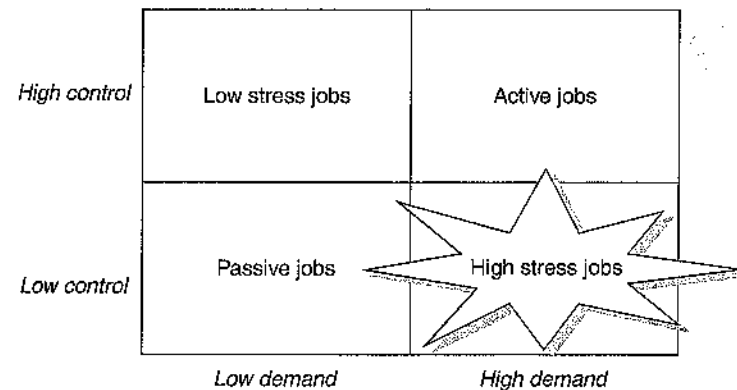 High control
Low stress jobs
Active jobs
Low control
Passive jobs
High stress jobs
Low demand
High demand